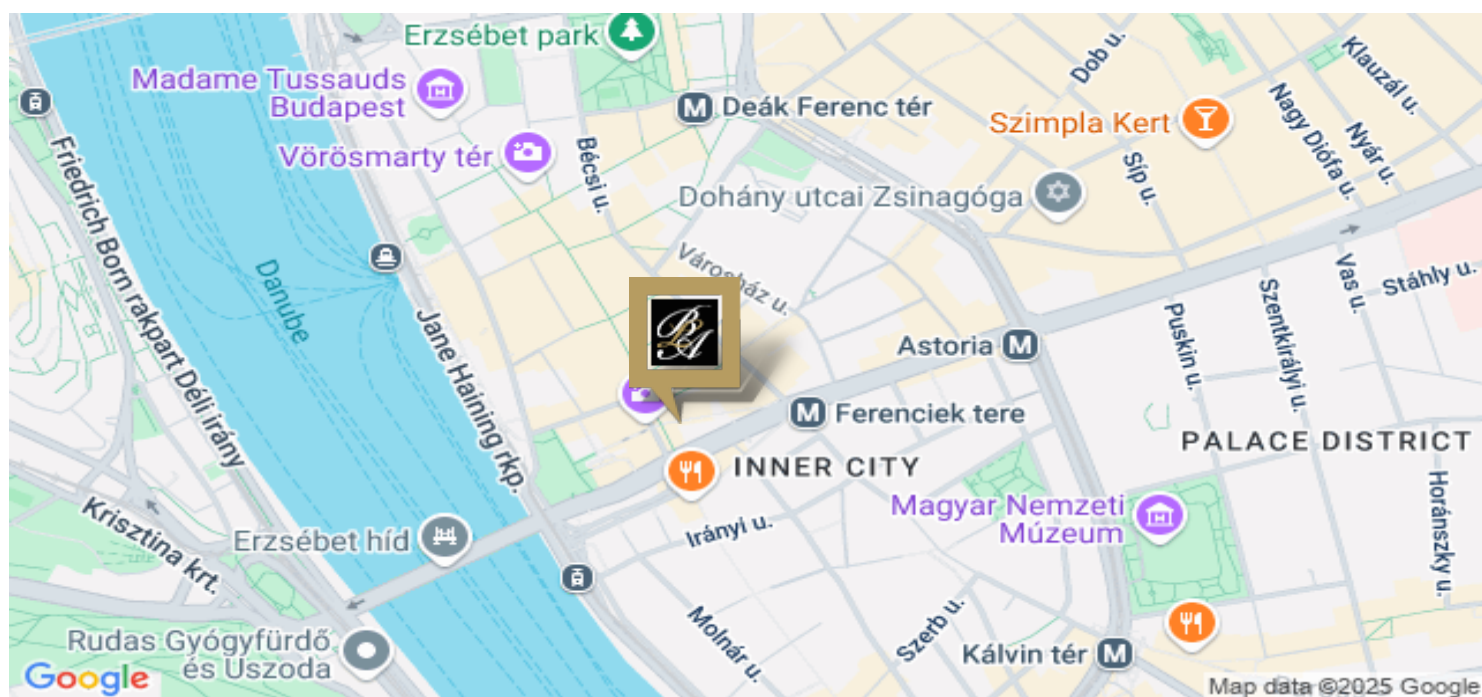 Erzsébet park
Madame Tussauds
Budapest
Deák Ferenc tér
Dob u.
Klauzál u.
Szimpla Kert
Nagy Diófa u.
Nyár u.
Vörösmarty tér
Bécsi u.
Síp u.
Dohány utcai Zsinagóga
Friedrich Born rakpart Déli irány
Danube
Városház u.
Vas u.
Stáhly u.
Jane Haining rkp.
BLA
Astoria
Puskin u.
Szentkirályi u.
Ferenciek tere
PALACE DISTRICT
INNER CITY
Horánszky u.
Magyar Nemzeti
Múzeum
Krisztina krt.
Erzsébet híd
Irányi u.
Molnár u.
Szerb u.
Kálvin tér
Rudas Gyógyfürdő
és Uszoda
Google
Map data ©2025 Google